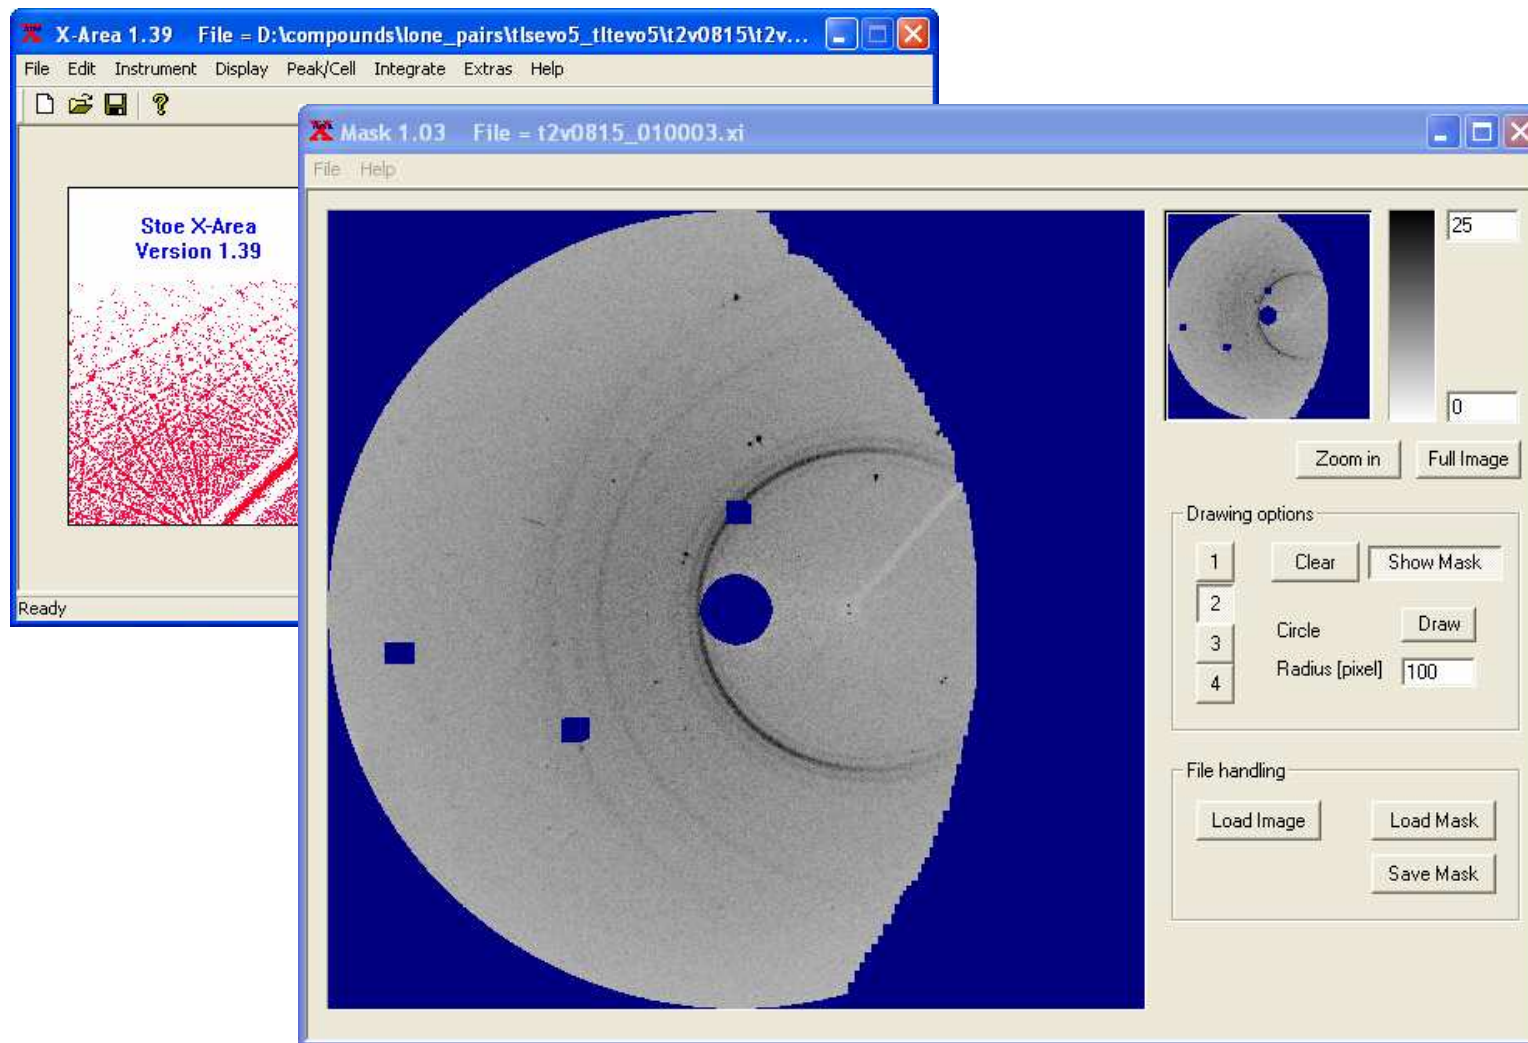 X-Area 1.39 File = D:\compounds\lone_pairs\tlsevo5_tltevo5\t2v0815\t2v...
File Edit Instrument Display Peak/Cell Integrate Extras Help
Stoe X-Area
Version 1.39
Ready
Mask 1.03 File = t2v0815_010003.xi
File Help
25
0
Zoom in Full Image
Drawing options
1 Clear Show Mask
2 Circle Draw
3 Radius [pixel] 100
4
File handling
Load Image Load Mask
Save Mask